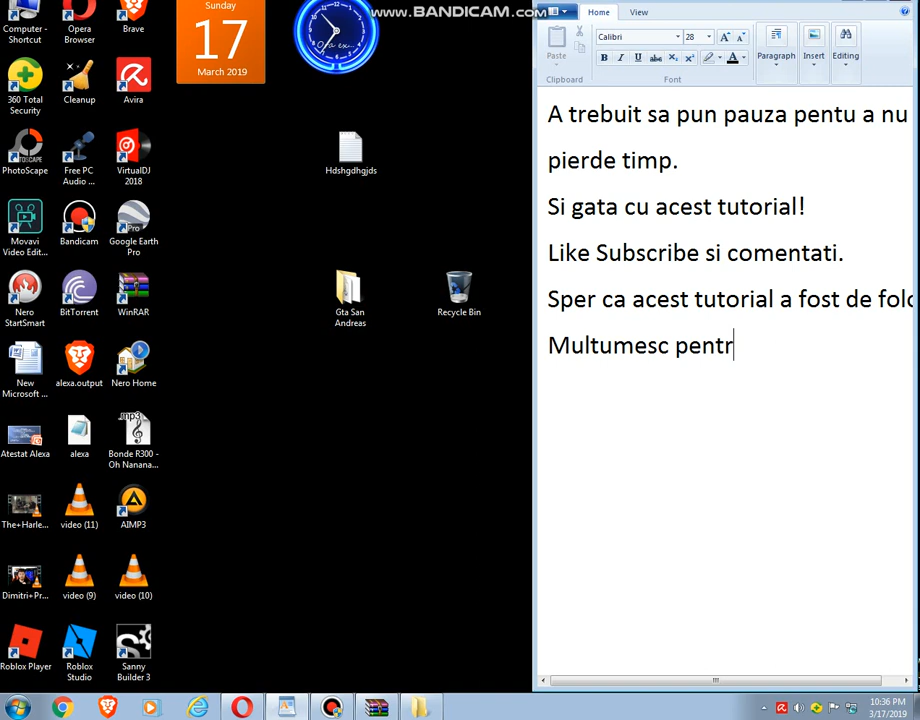 www.BANDICAM.com
Sunday
17
March 2019
Computer - Shortcut
Opera Browser
Brave
360 Total Security
Cleanup
Avira
PhotoScape
Free PC Audio ...
VirtualDJ 2018
Movavi Video Edit...
Bandicam
Google Earth Pro
Nero StartSmart
BitTorrent
WinRAR
New Microsoft ...
alexa.output
Nero Home
Atestat Alexa
alexa
.mp3
Bonde R300 - Oh Nanana...
The+Harle...
video (11)
AIMP3
Dimitri+Pr...
video (9)
video (10)
Roblox Player
Roblox Studio
Sanny Builder 3
Hdshgdhgjds
Gta San Andreas
Recycle Bin
Home
View
Paste
Clipboard
Calibri
28
Font
Paragraph
Insert
Editing
A trebuit sa pun pauza pentu a nu
pierde timp.
Si gata cu acest tutorial!
Like Subscribe si comentati.
Sper ca acest tutorial a fost de folo
Multumesc pentr
10:36 PM
3/17/2019